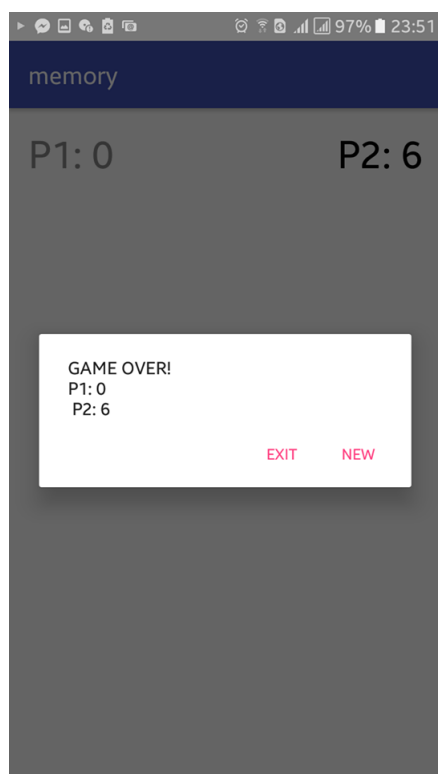 97% 23:51
memory
P1: 0 P2: 6
GAME OVER!
P1: 0
P2: 6
EXIT NEW